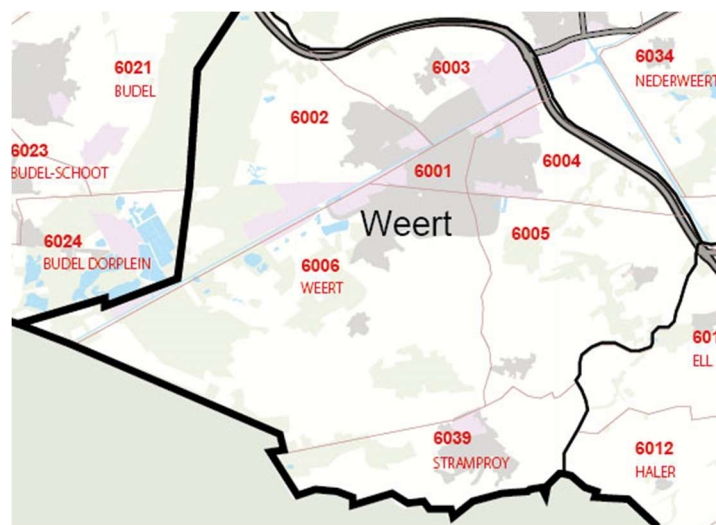 6021
BUDEL
6003
6034
NEDERWEERT
6002
6023
BUDEL-SCHOOT
6001
6004
Weert
6024
BUDEL DORPLEIN
6005
6006
WEERT
601
ELL
6039
STRAMPROY
6012
HALER